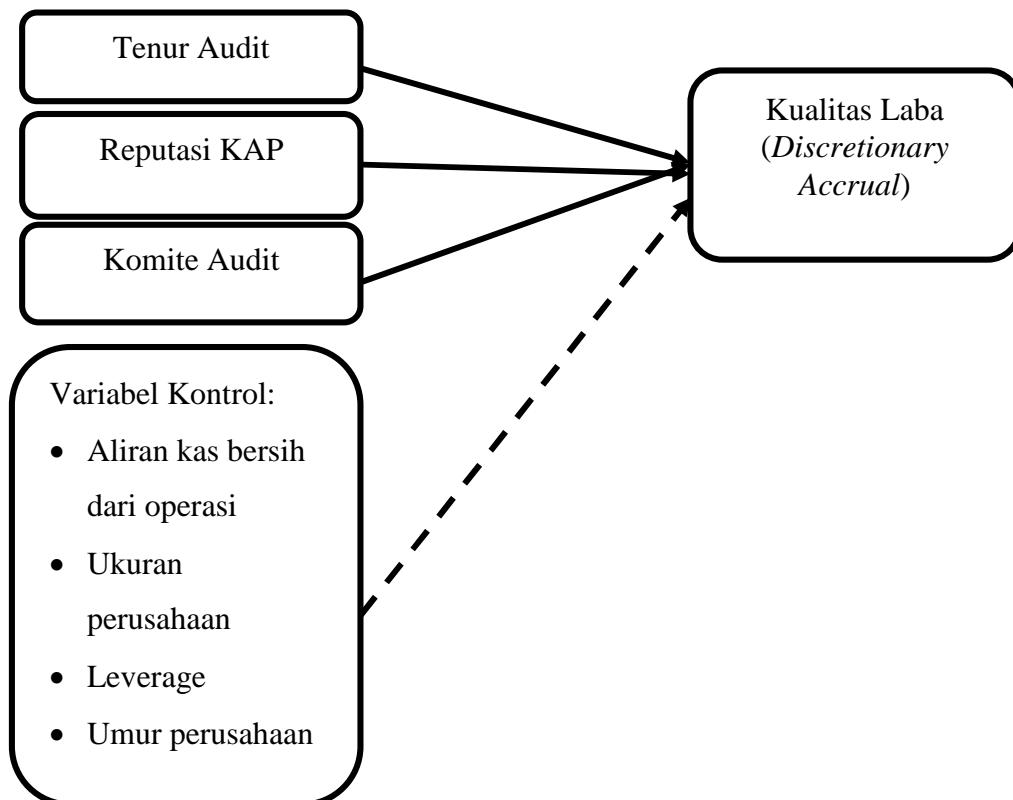 Tenur Audit
Reputasi KAP
Komite Audit
Kualitas Laba
(Discretionary
Accrual)
Variabel Kontrol:
• Aliran kas bersih
dari operasi
• Ukuran
perusahaan
• Leverage
• Umur perusahaan